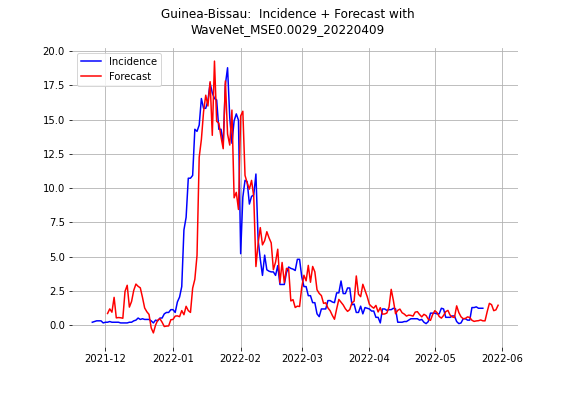 Guinea-Bissau:  Incidence + Forecast with
WaveNet_MSE0.0029_20220409
20.0
17.5
15.0
12.5
10.0
7.5
5.0
2.5
0.0
Incidence
Forecast
2021-12 2022-01 2022-02 2022-03 2022-04 2022-05 2022-06